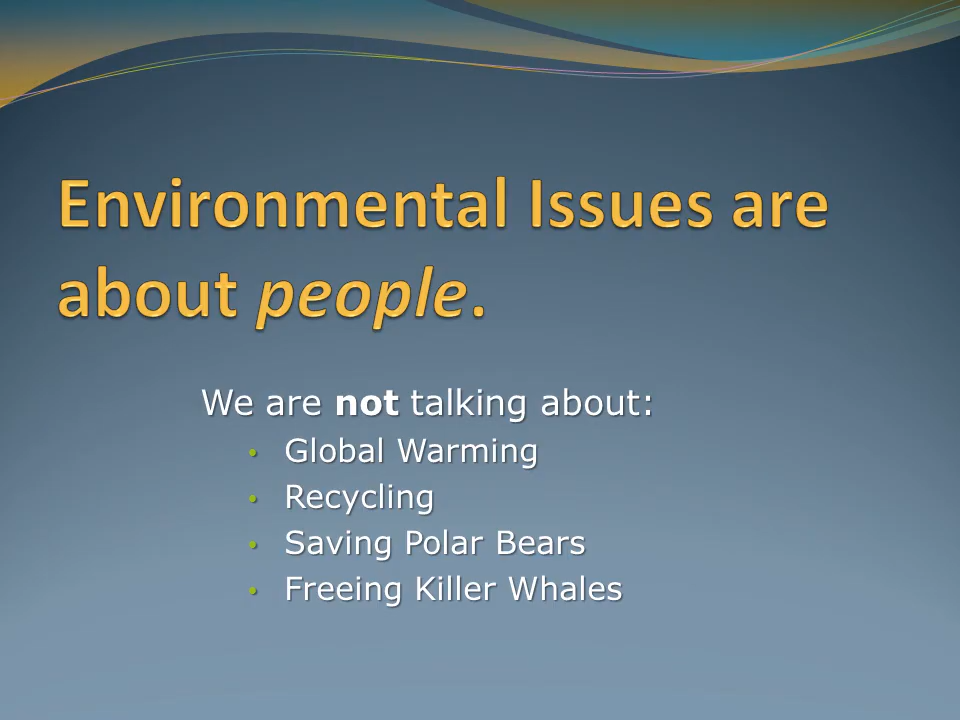 Environmental Issues are
about people.
We are not talking about:
• Global Warming
• Recycling
• Saving Polar Bears
• Freeing Killer Whales